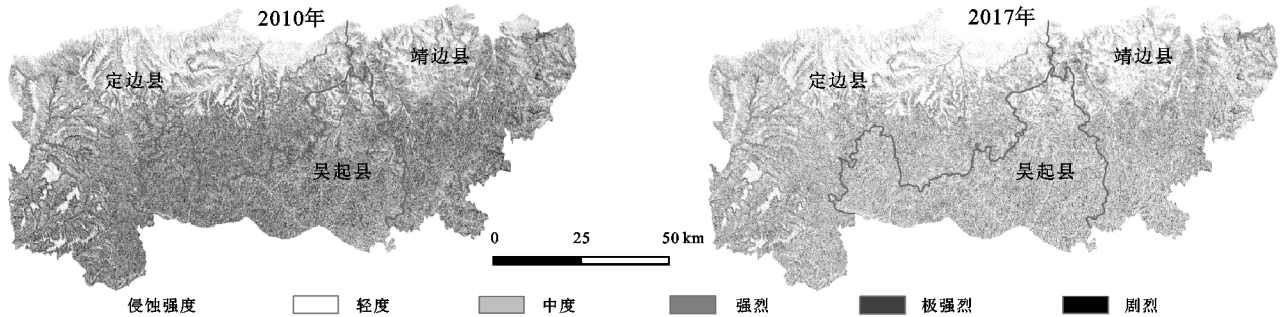 2010年
2017年
定边县
靖边县
吴起县
定边县
靖边县
吴起县
0 25 50 km
侵蚀强度 轻度 中度 强烈 极强烈 剧烈